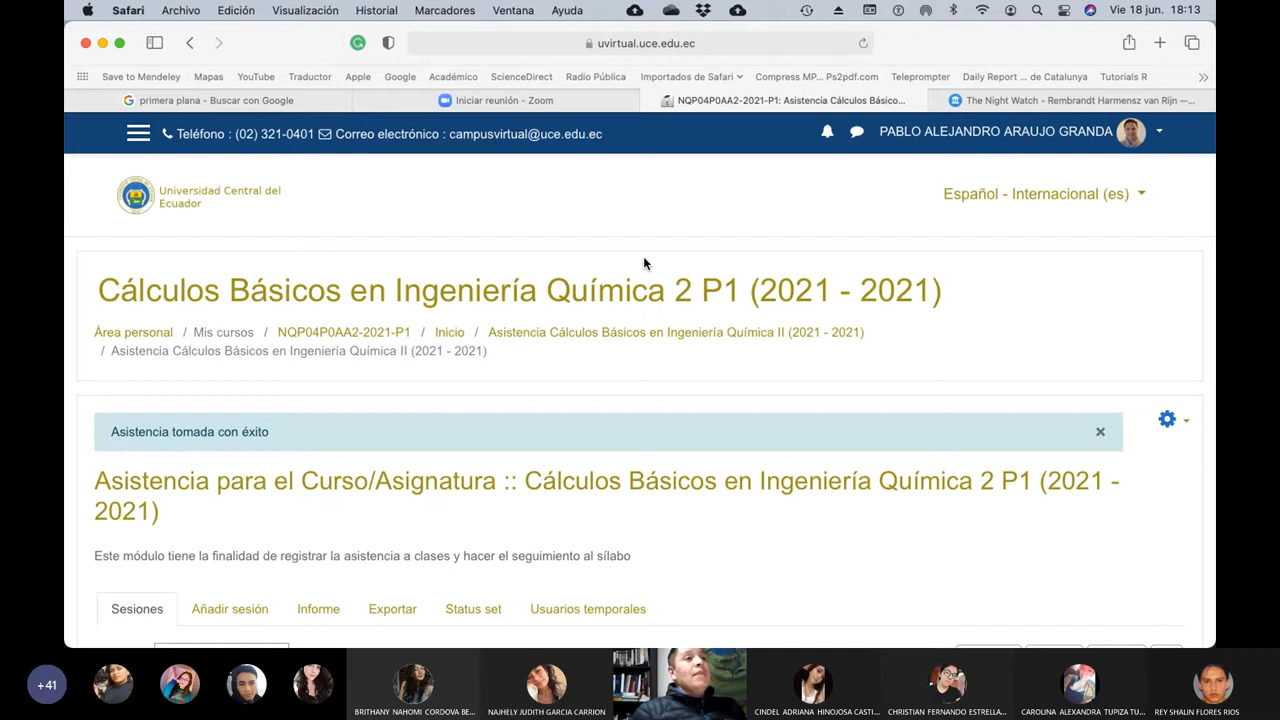 Safari Archivo Edición Visualización Historial Marcadores Ventana Ayuda Vie 18 jun. 18:13
uvirtual.uce.edu.ec
Save to Mendeley Mapas YouTube Traductor Apple Google Académico ScienceDirect Radio Pública Importados de Safari Compress MP... Ps2pdf.com Teleprompter Daily Report ... de Catalunya Tutorials R
primera plana - Buscar con Google Iniciar reunión - Zoom NQP04P0AA2-2021-P1: Asistencia Cálculos Básico... The Night Watch - Rembrandt Harmensz van Rijn —...
Teléfono : (02) 321-0401 Correo electrónico : campusvirtual@uce.edu.ec PABLO ALEJANDRO ARAUJO GRANDA
Universidad Central del
Ecuador
Español - Internacional (es)
Cálculos Básicos en Ingeniería Química 2 P1 (2021 - 2021)
Área personal / Mis cursos / NQP04P0AA2-2021-P1 / Inicio / Asistencia Cálculos Básicos en Ingeniería Química II (2021 - 2021)
/ Asistencia Cálculos Básicos en Ingeniería Química II (2021 - 2021)
Asistencia tomada con éxito ×
Asistencia para el Curso/Asignatura :: Cálculos Básicos en Ingeniería Química 2 P1 (2021 -
2021)
Este módulo tiene la finalidad de registrar la asistencia a clases y hacer el seguimiento al sílabo
Sesiones Añadir sesión Informe Exportar Status set Usuarios temporales
+41
BRITHANY NAHOMI CORDOVA BE... NAJHELY JUDITH GARCIA CARRION CINDEL ADRIANA HINOJOSA CASTI... CHRISTIAN FERNANDO ESTRELLA... CAROLINA ALEXANDRA TUPIZA TU... REY SHALIN FLORES RIOS